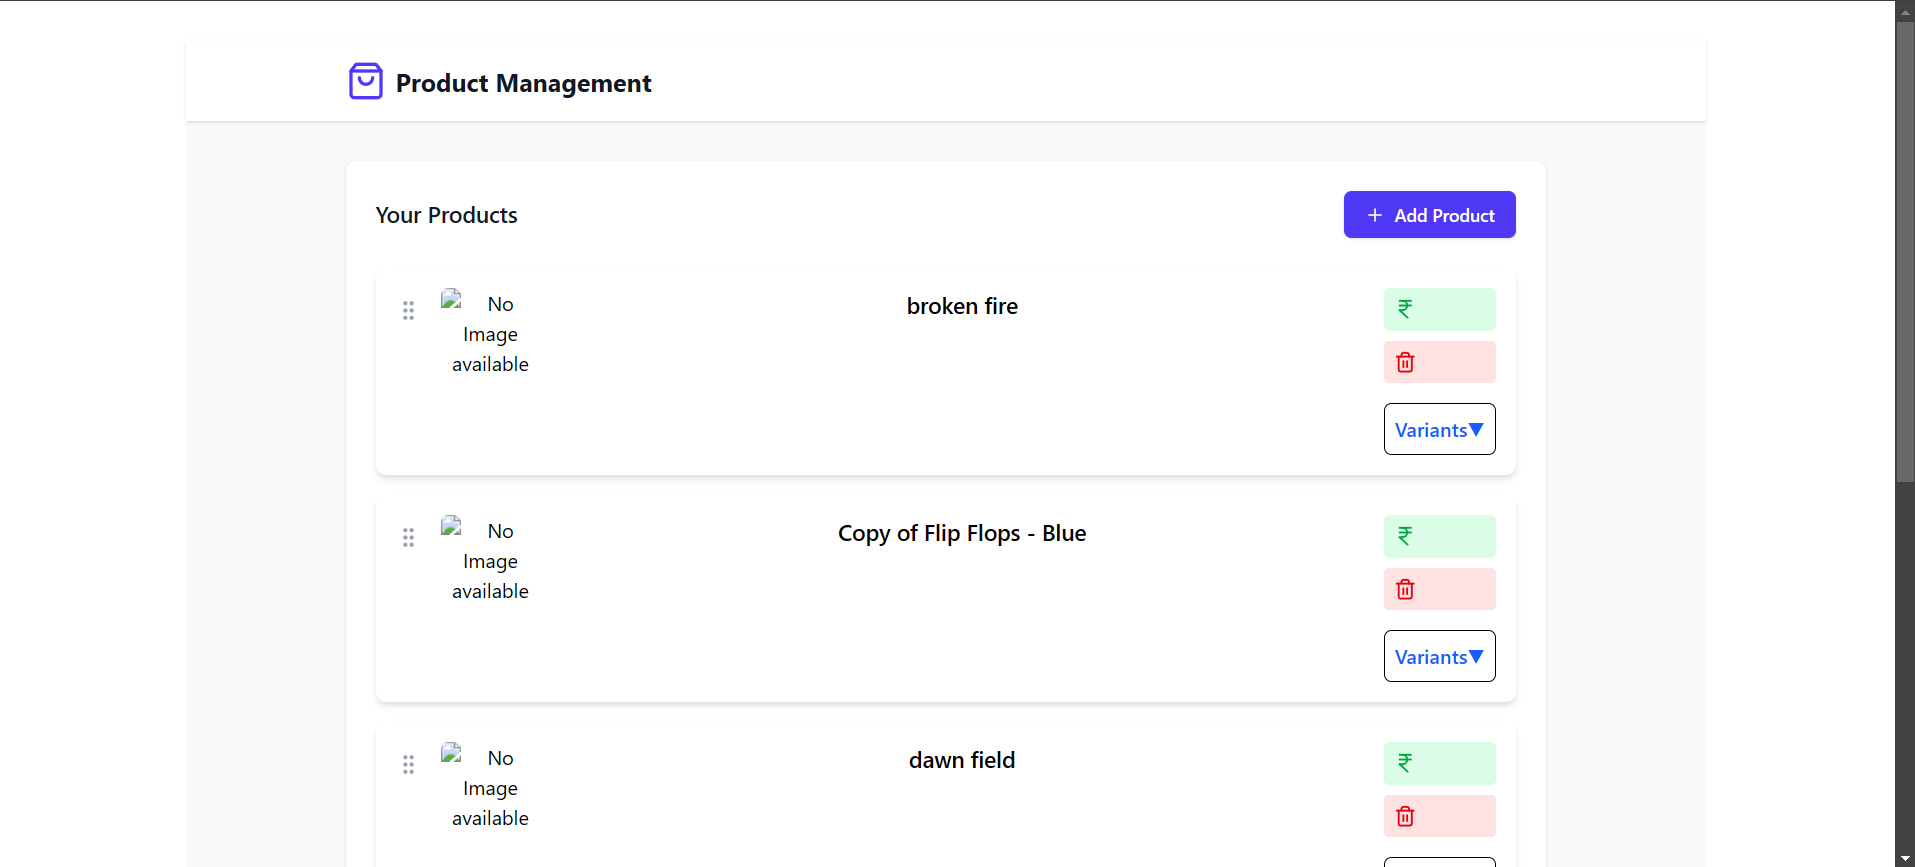 Product Management
Your Products
+ Add Product
No
Image
available
broken fire
₹
Variants▼
No
Image
available
Copy of Flip Flops - Blue
₹
Variants▼
No
Image
available
dawn field
₹